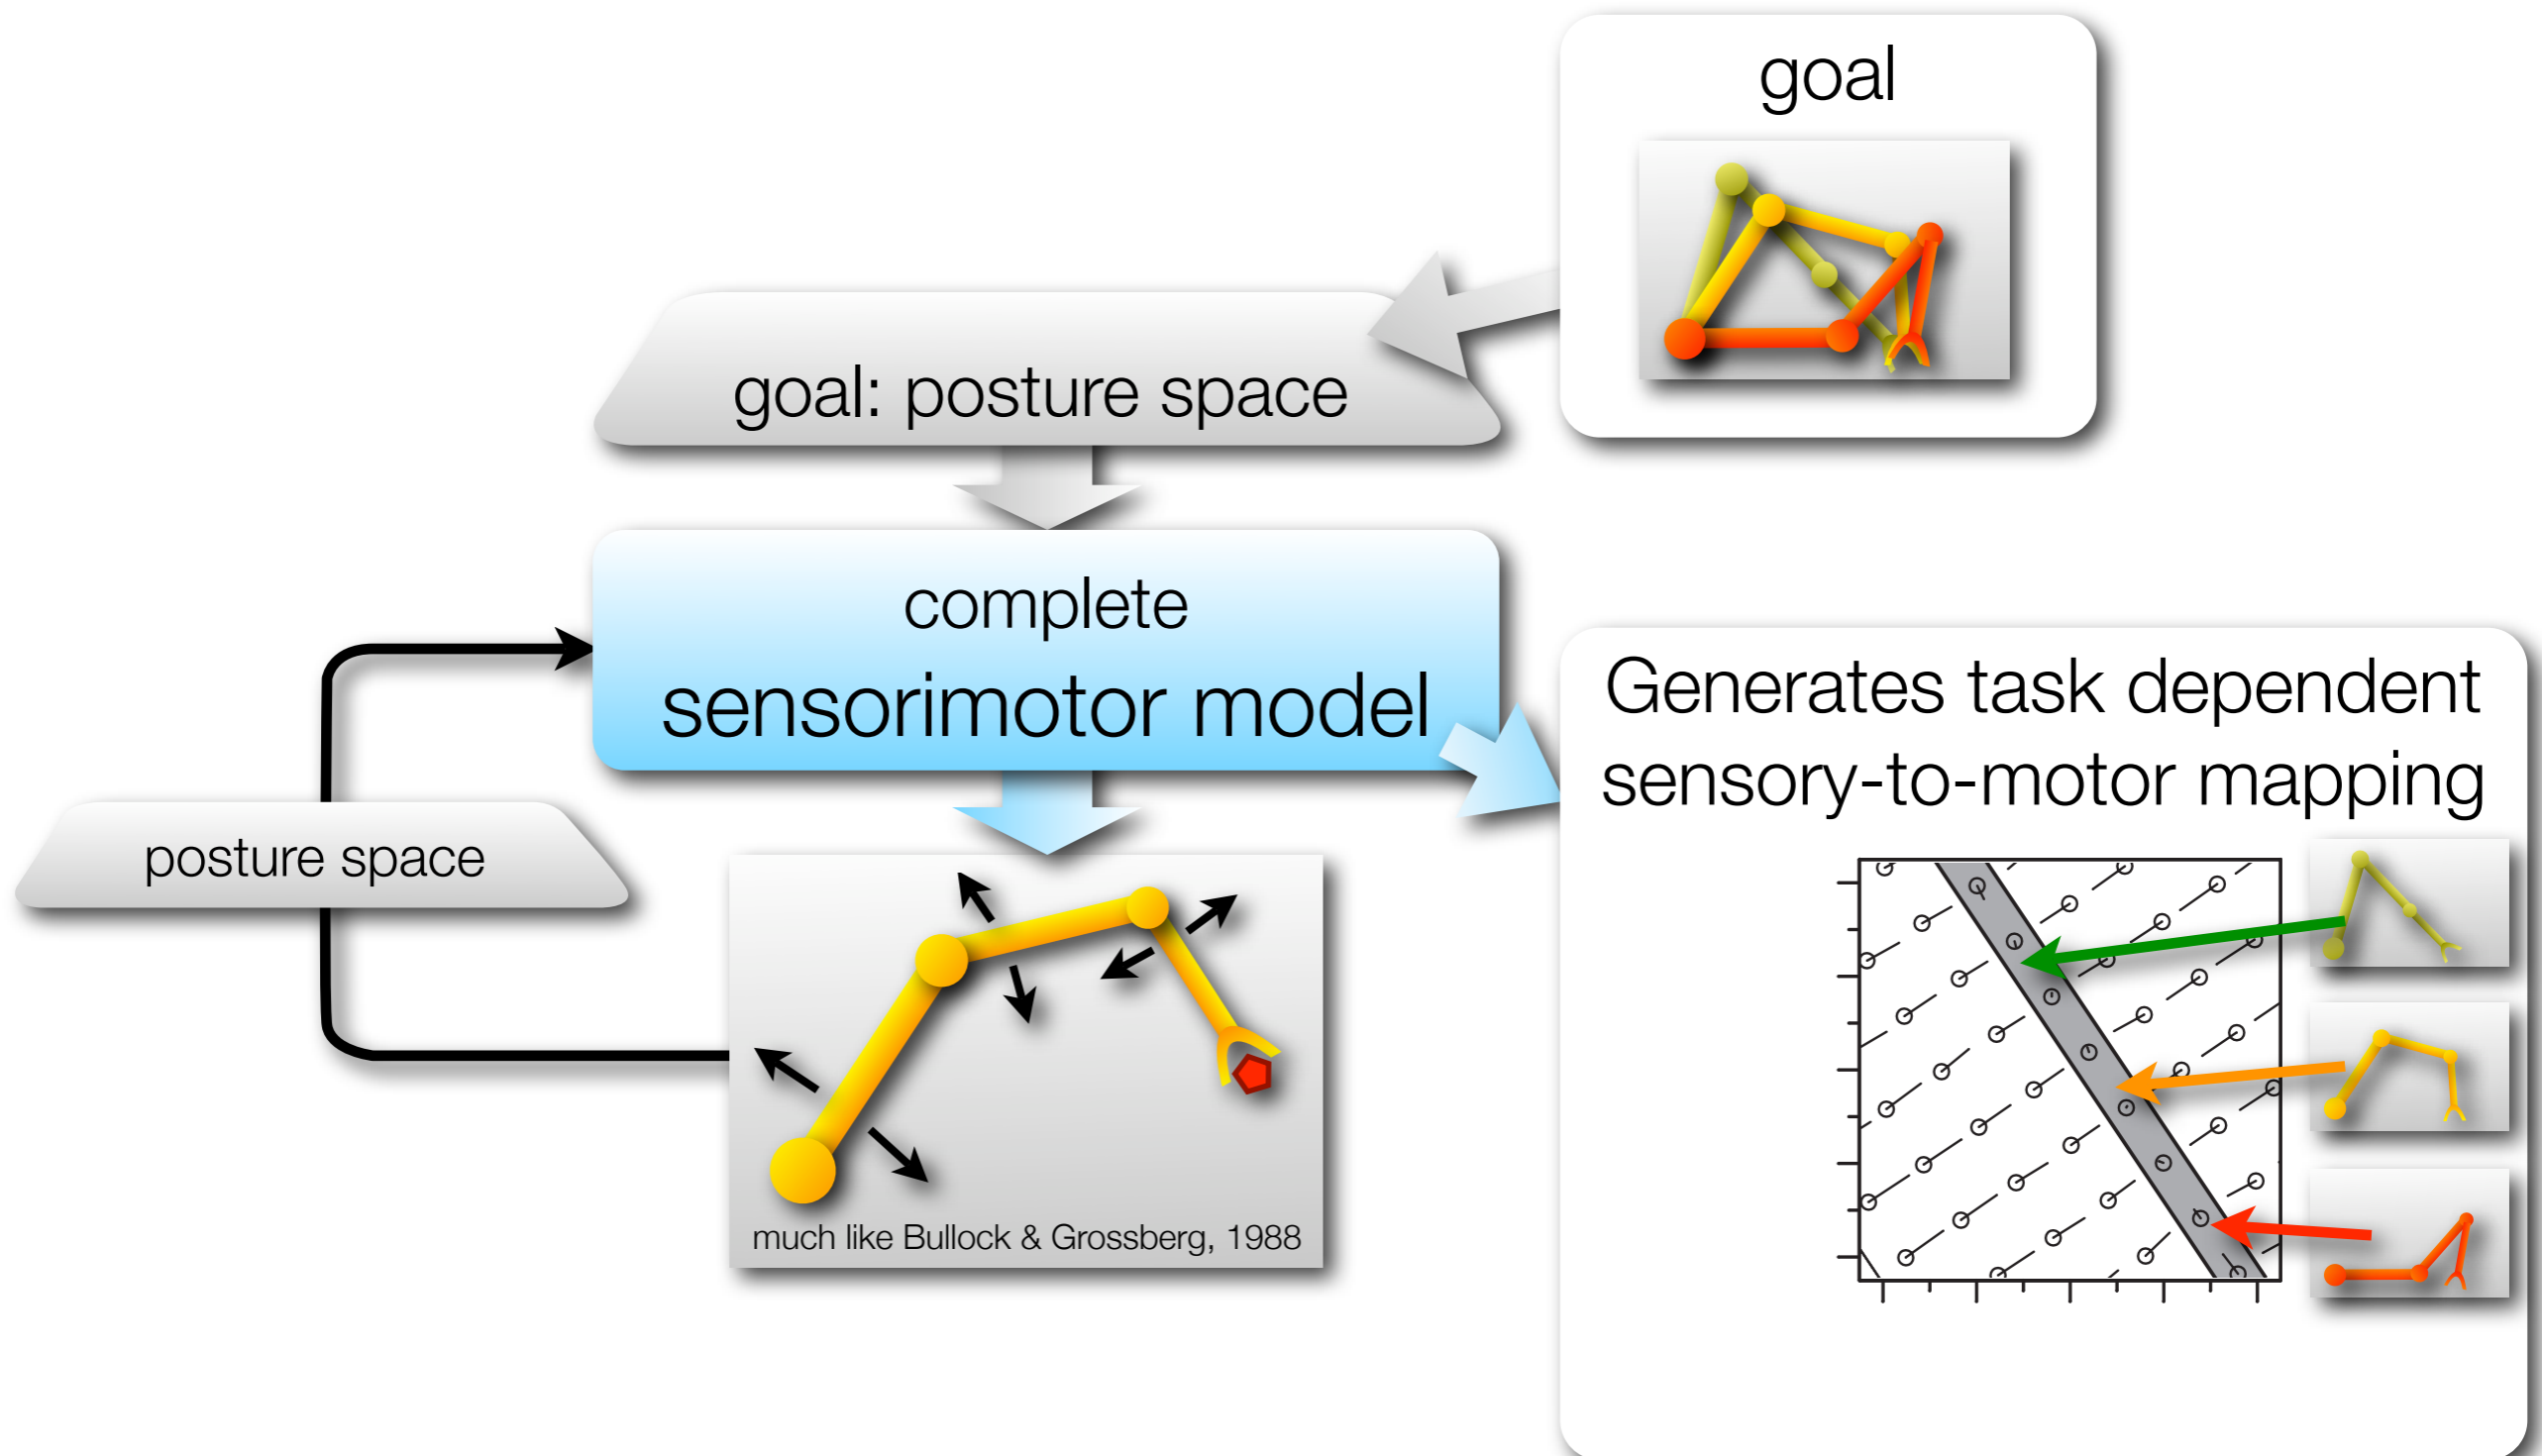 goal
goal: posture space
complete
sensorimotor model
Generates task dependent
sensory-to-motor mapping
posture space
much like Bullock & Grossberg, 1988